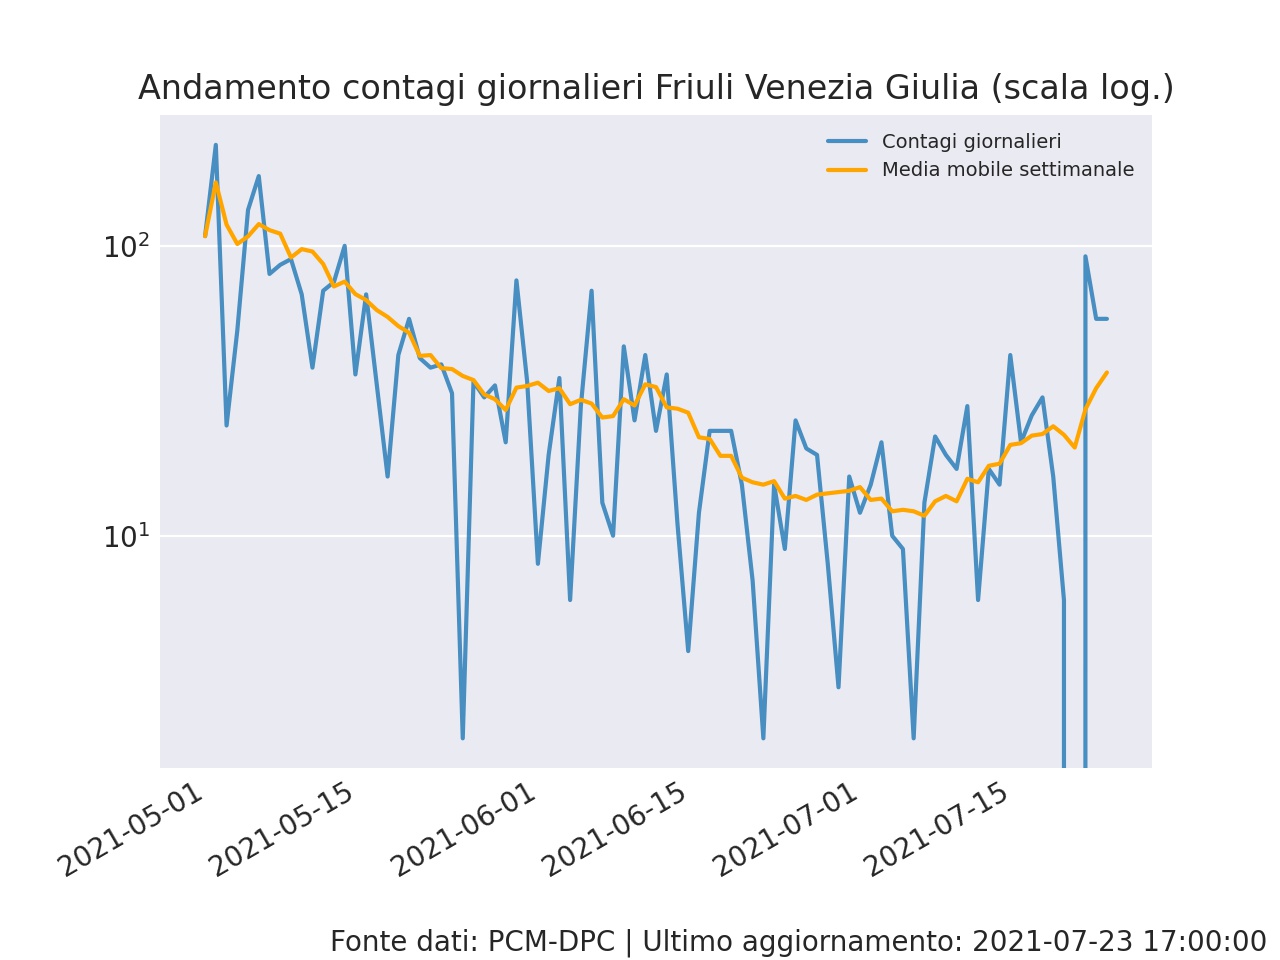 Andamento contagi giornalieri Friuli Venezia Giulia (scala log.)
Contagi giornalieri
Media mobile settimanale
10²
10¹
2021-05-01
2021-05-15
2021-06-01
2021-06-15
2021-07-01
2021-07-15
Fonte dati: PCM-DPC | Ultimo aggiornamento: 2021-07-23 17:00:00